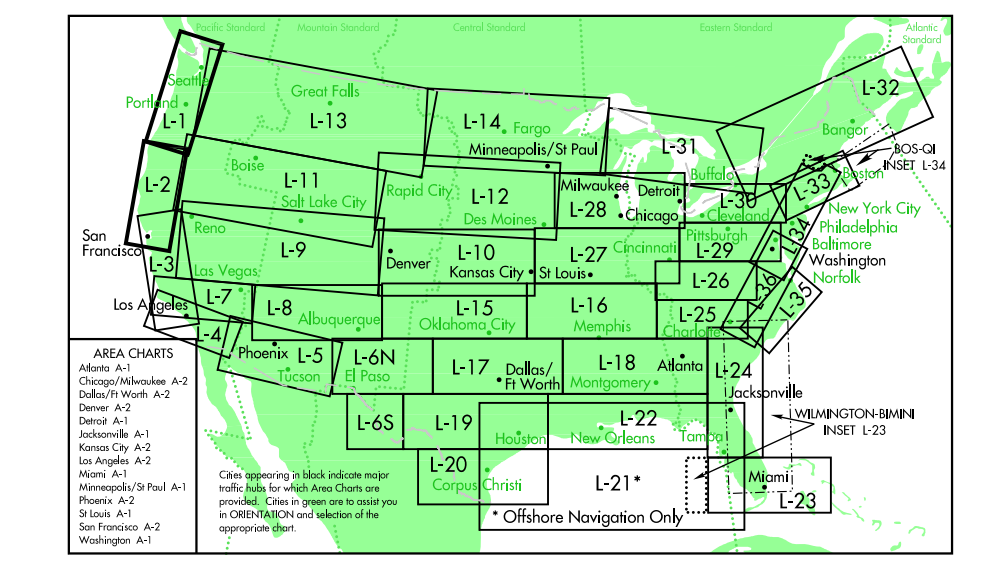 Pacific Standard
Mountain Standard
Central Standard
Eastern Standard
Atlantic
Standard
Seattle
Portland
L-1
Great Falls
L-13
L-14
Fargo
Minneapolis/St Paul
L-31
L-32
Bangor
BOS-GI
INSET L-34
Boston
L-2
Boise
L-11
Salt Lake City
Rapid City
L-12
Des Moines
Milwaukee
L-28
Detroit
Chicago
Buffalo
L-30
Cleveland
L-33
New York City
Philadelphia
Baltimore
Washington
Norfolk
San
Francisco
L-3
Reno
L-9
Las Vegas
Denver
L-10
Kansas City
L-27
St Louis
Cincinnati
Pittsburgh
L-29
L-34
L-26
L-36
L-35
Los Angeles
L-7
L-8
Albuquerque
L-15
Oklahoma City
L-16
Memphis
L-25
Charlotte
L-4
Phoenix
L-5
Tucson
L-6N
El Paso
L-17
Dallas/
Ft Worth
L-18
Montgomery
Atlanta
L-24
Jacksonville
L-6S
L-19
Houston
L-22
New Orleans
Tampa
WILMINGTON-BIMINI
INSET L-23
L-20
Corpus Christi
L-21*
* Offshore Navigation Only
Miami
L-23
AREA CHARTS
Atlanta A-1
Chicago/Milwaukee A-2
Dallas/Ft Worth A-2
Denver A-2
Detroit A-1
Jacksonville A-1
Kansas City A-2
Los Angeles A-2
Miami A-1
Minneapolis/St Paul A-1
Phoenix A-2
St Louis A-1
San Francisco A-2
Washington A-1
Cities appearing in black indicate major
traffic hubs for which Area Charts are
provided. Cities in green are to assist you
in ORIENTATION and selection of the
appropriate chart.